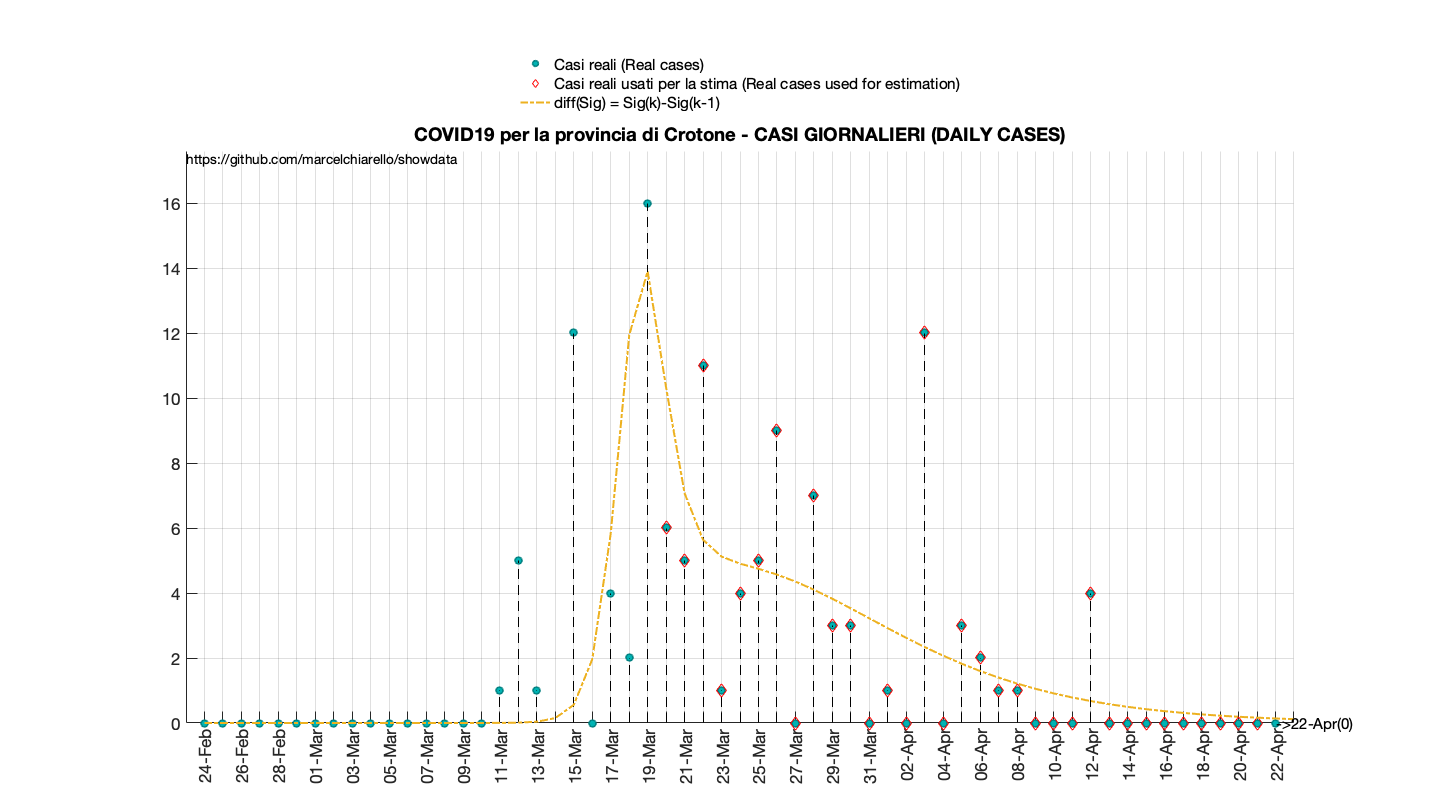 Casi reali (Real cases)
Casi reali usati per la stima (Real cases used for estimation)
diff(Sig) = Sig(k)-Sig(k-1)
COVID19 per la provincia di Crotone - CASI GIORNALIERI (DAILY CASES)
https://github.com/marcelchiarello/showdata
16
14
12
10
8
6
4
2
0
->22-Apr(0)
24-Feb
26-Feb
28-Feb
01-Mar
03-Mar
05-Mar
07-Mar
09-Mar
11-Mar
13-Mar
15-Mar
17-Mar
19-Mar
21-Mar
23-Mar
25-Mar
27-Mar
29-Mar
31-Mar
02-Apr
04-Apr
06-Apr
08-Apr
10-Apr
12-Apr
14-Apr
16-Apr
18-Apr
20-Apr
22-Apr